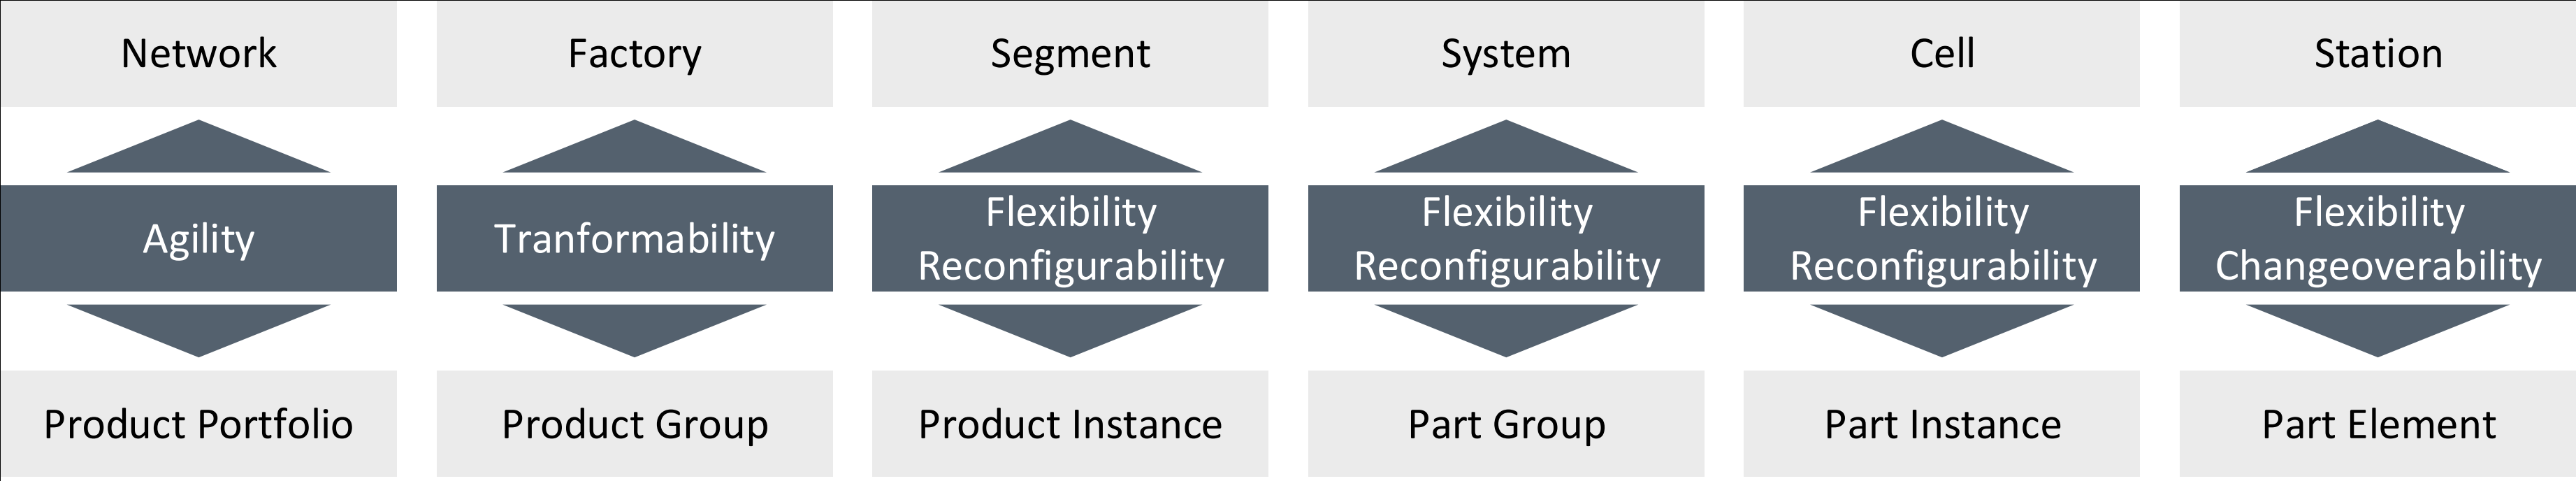 Network
Factory
Segment
System
Cell
Station
Agility
Tranformability
Flexibility
Reconfigurability
Flexibility
Reconfigurability
Flexibility
Reconfigurability
Flexibility
Changeoverability
Product Portfolio
Product Group
Product Instance
Part Group
Part Instance
Part Element